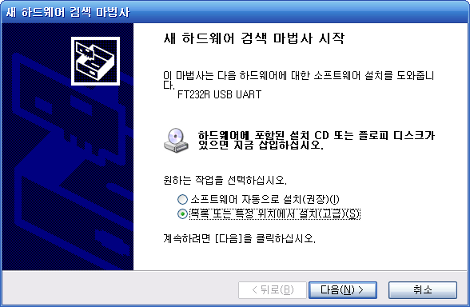 새 하드웨어 검색 마법사
새 하드웨어 검색 마법사 시작
이 마법사는 다음 하드웨어에 대한 소프트웨어 설치를 도와줍니
다.
FT232R USB UART
하드웨어에 포함된 설치 CD 또는 플로피 디스크가
있으면 지금 삽입하십시오.
원하는 작업을 선택하십시오.
소프트웨어 자동으로 설치(권장)(I)
목록 또는 특정 위치에서 설치(고급)(S)
계속하려면 [다음]을 클릭하십시오.
< 뒤로(B)
다음(N) >
취소